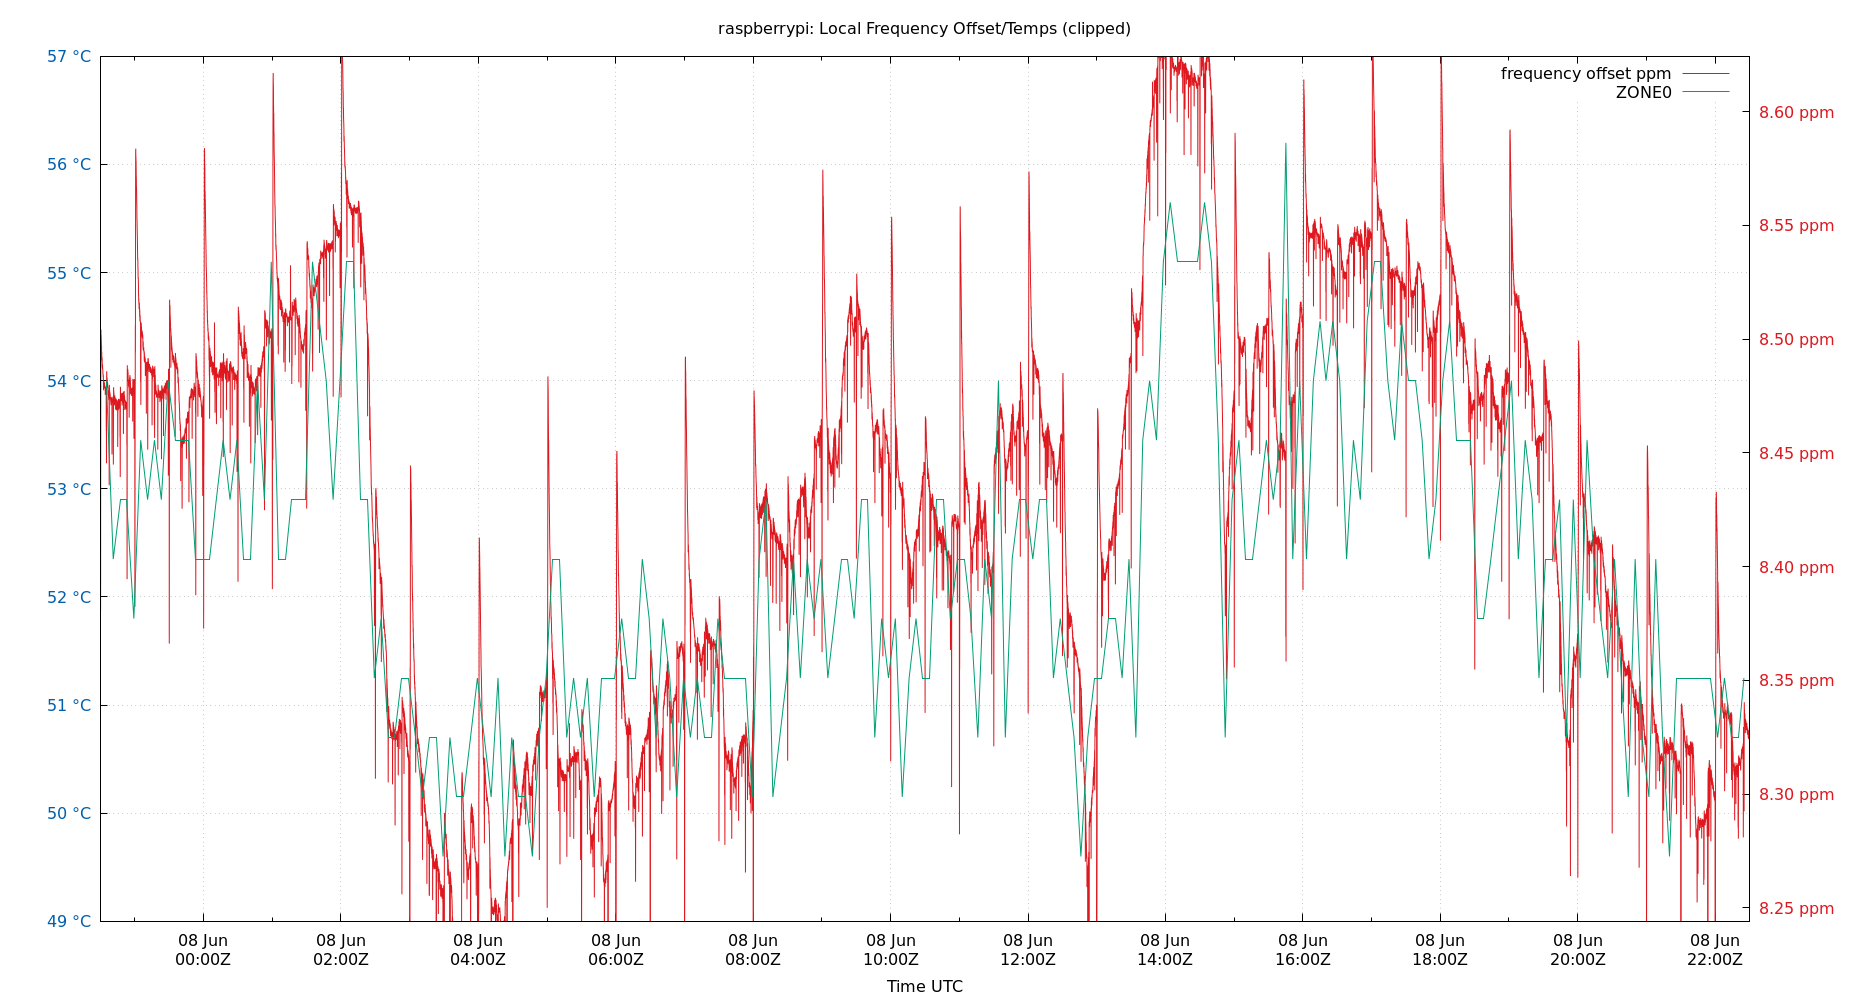 raspberrypi: Local Frequency Offset/Temps (clipped)
57 °C
56 °C
55 °C
54 °C
53 °C
52 °C
51 °C
50 °C
49 °C
frequency offset ppm
ZONE0
8.60 ppm
8.55 ppm
8.50 ppm
8.45 ppm
8.40 ppm
8.35 ppm
8.30 ppm
8.25 ppm
08 Jun 08 Jun 08 Jun 08 Jun 08 Jun 08 Jun 08 Jun 08 Jun 08 Jun 08 Jun 08 Jun 08 Jun
00:00Z 02:00Z 04:00Z 06:00Z 08:00Z 10:00Z 12:00Z 14:00Z 16:00Z 18:00Z 20:00Z 22:00Z
Time UTC